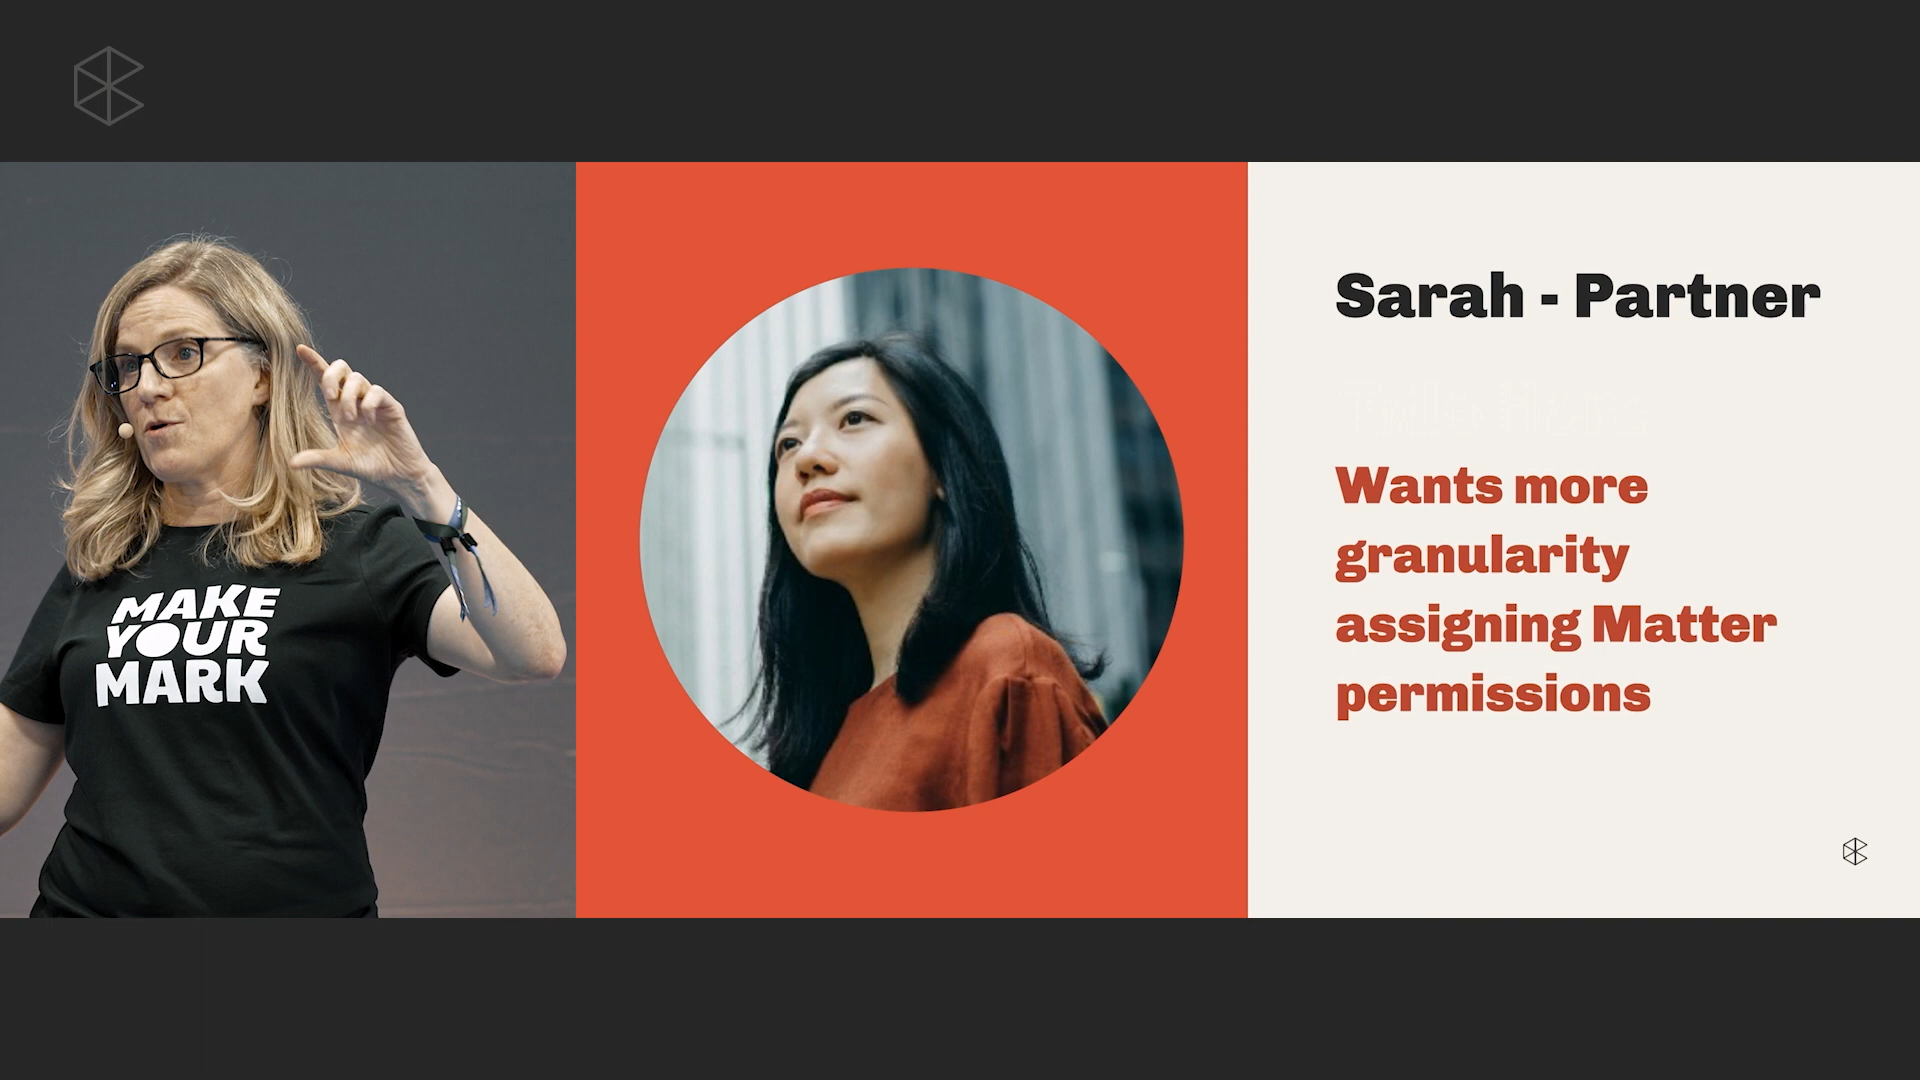 MAKE
YOUR
MARK
Sarah - Partner
Wants more
granularity
assigning Matter
permissions